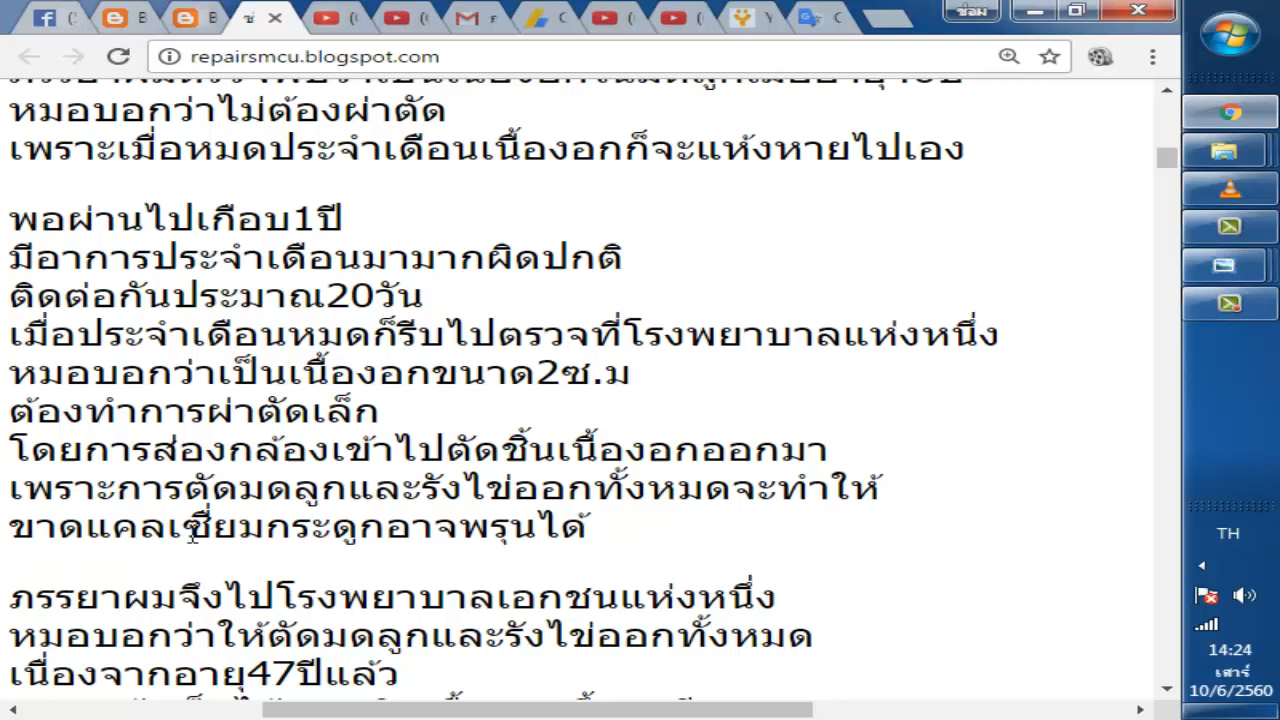 ซ่อม
repairsmcu.blogspot.com
หมอบอกว่าไม่ต้องผ่าตัด
เพราะเมื่อหมดประจำเดือนเนื้องอกก็จะแห้งหายไปเอง
พอผ่านไปเกือบ1ปี
มีอาการประจำเดือนมามากผิดปกติ
ติดต่อกันประมาณ20วัน
เมื่อประจำเดือนหมดก็รีบไปตรวจที่โรงพยาบาลแห่งหนึ่ง
หมอบอกว่าเป็นเนื้องอกขนาด2ซ.ม
ต้องทำการผ่าตัดเล็ก
โดยการส่องกล้องเข้าไปตัดชิ้นเนื้องอกออกมา
เพราะการตัดมดลูกและรังไข่ออกทั้งหมดจะทำให้
ขาดแคลเซี่ยมกระดูกอาจพรุนได้
ภรรยาผมจึงไปโรงพยาบาลเอกชนแห่งหนึ่ง
หมอบอกว่าให้ตัดมดลูกและรังไข่ออกทั้งหมด
เนื่องจากอายุ47ปีแล้ว
TH
14:24
เสาร์
10/6/2560